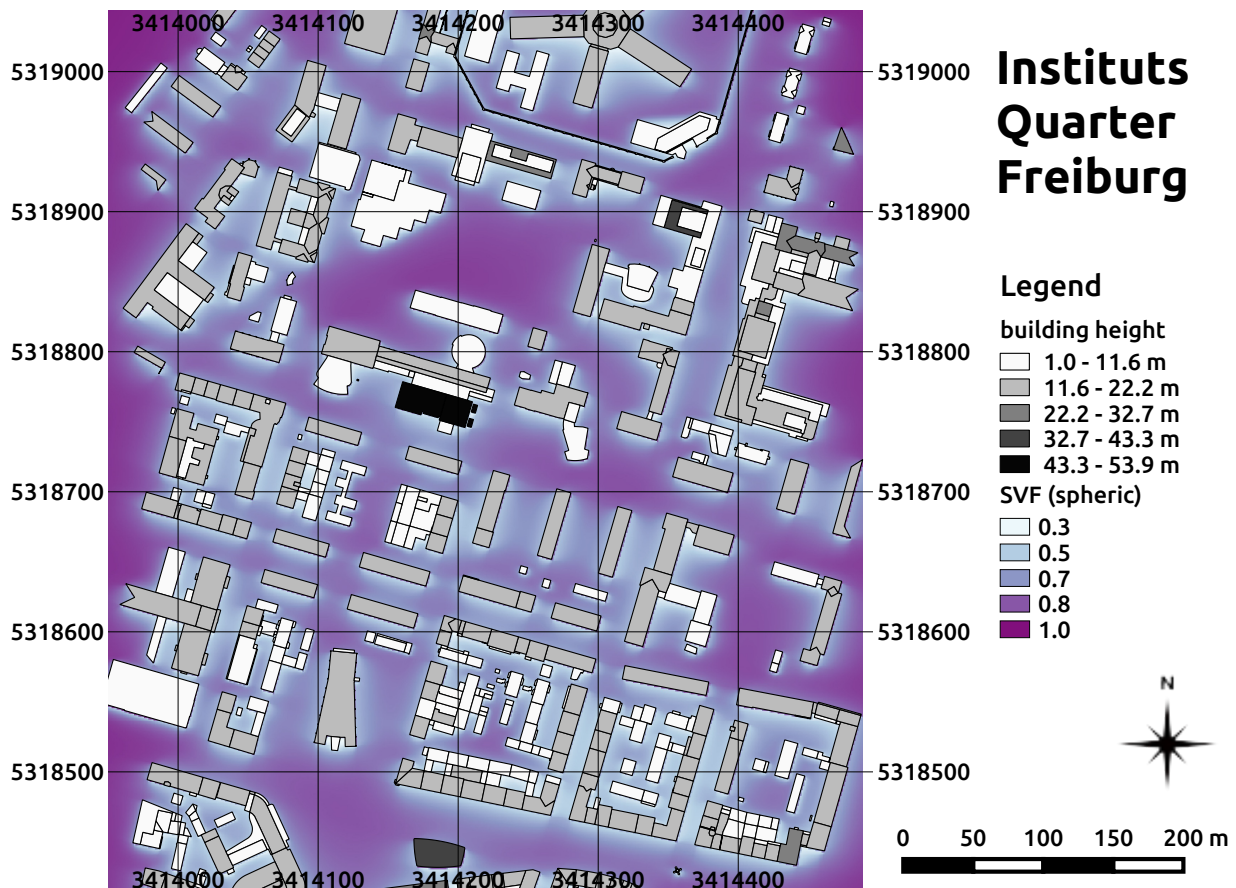 3414000 3414100 3414200 3414300 3414400
5319000 5319000
5318900 5318900
5318800 5318800
5318700 5318700
5318600 5318600
5318500 5318500
3414000 3414100 3414200 3414300 3414400
Instituts
Quarter
Freiburg
Legend
building height
1.0 - 11.6 m
11.6 - 22.2 m
22.2 - 32.7 m
32.7 - 43.3 m
43.3 - 53.9 m
SVF (spheric)
0.3
0.5
0.7
0.8
1.0
N
0 50 100 150 200 m